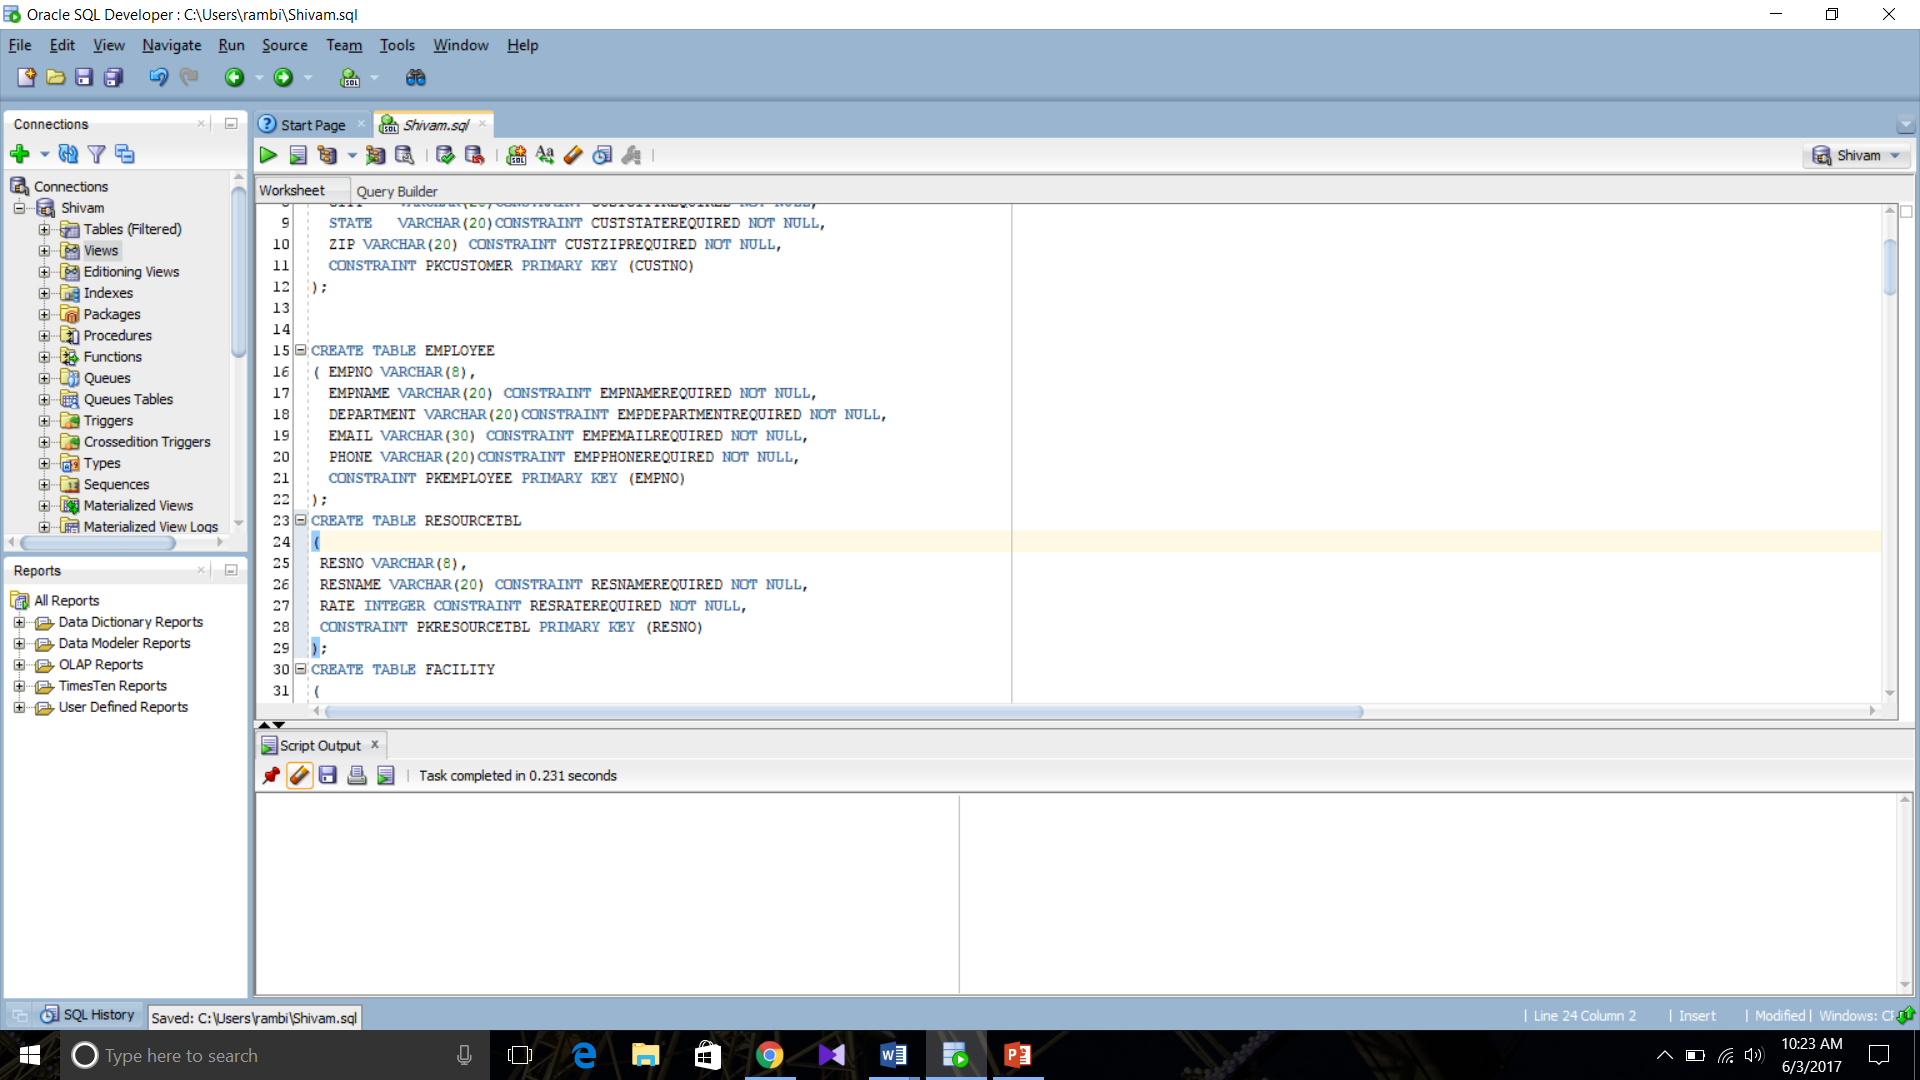 Oracle SQL Developer : C:\Users\rambi\Shivam.sql
File Edit View Navigate Run Source Team Tools Window Help
Connections
Start Page
Shivam.sql
Shivam
Worksheet
Query Builder
Connections
Shivam
Tables (Filtered)
Views
Editioning Views
Indexes
Packages
Procedures
Functions
Queues
Queues Tables
Triggers
Crossedition Triggers
Types
Sequences
Materialized Views
Materialized View Logs
Reports
All Reports
Data Dictionary Reports
Data Modeler Reports
OLAP Reports
TimesTen Reports
User Defined Reports
9 STATE VARCHAR(20)CONSTRAINT CUSTSTATEREQUIRED NOT NULL,
10 ZIP VARCHAR(20) CONSTRAINT CUSTZIPREQUIRED NOT NULL,
11 CONSTRAINT PKCUSTOMER PRIMARY KEY (CUSTNO)
12 );
13
14
15 CREATE TABLE EMPLOYEE
16 ( EMPNO VARCHAR(8),
17 EMPNAME VARCHAR(20) CONSTRAINT EMPNAMEREQUIRED NOT NULL,
18 DEPARTMENT VARCHAR(20)CONSTRAINT EMPDEPARTMENTREQUIRED NOT NULL,
19 EMAIL VARCHAR(30) CONSTRAINT EMPEMAILREQUIRED NOT NULL,
20 PHONE VARCHAR(20)CONSTRAINT EMPPHONEREQUIRED NOT NULL,
21 CONSTRAINT PKEMPLOYEE PRIMARY KEY (EMPNO)
22 );
23 CREATE TABLE RESOURCETBL
24 (
25 RESNO VARCHAR(8),
26 RESNAME VARCHAR(20) CONSTRAINT RESNAMEREQUIRED NOT NULL,
27 RATE INTEGER CONSTRAINT RESRATEREQUIRED NOT NULL,
28 CONSTRAINT PKRESOURCETBL PRIMARY KEY (RESNO)
29 );
30 CREATE TABLE FACILITY
31 (
Script Output
Task completed in 0.231 seconds
SQL History
Saved: C:\Users\rambi\Shivam.sql
Line 24 Column 2 | Insert | Modified | Windows:
Type here to search
10:23 AM
6/3/2017